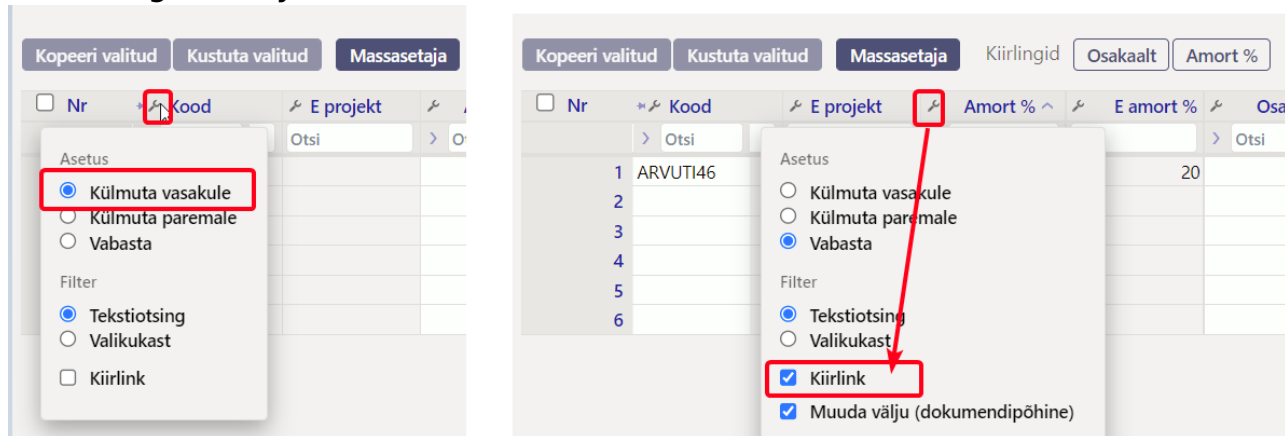 Kopeeri valitud Kustuta valitud Massasetaja
Nr Kood E projekt
Otsi
Asetus
Külmuta vasakule
Külmuta paremale
Vabasta
Filter
Tekstiotsing
Valikukast
Kiirlink
Kopeeri valitud Kustuta valitud Massasetaja Kiirlingid Osakaalt Amort %
Nr Kood E projekt Amort % E amort % Osa
Otsi Otsi
1 ARVUTI46 20
2
3
4
5
6
Asetus
Külmuta vasakule
Külmuta paremale
Vabasta
Filter
Tekstiotsing
Valikukast
Kiirlink
Muuda välju (dokumendipõhine)